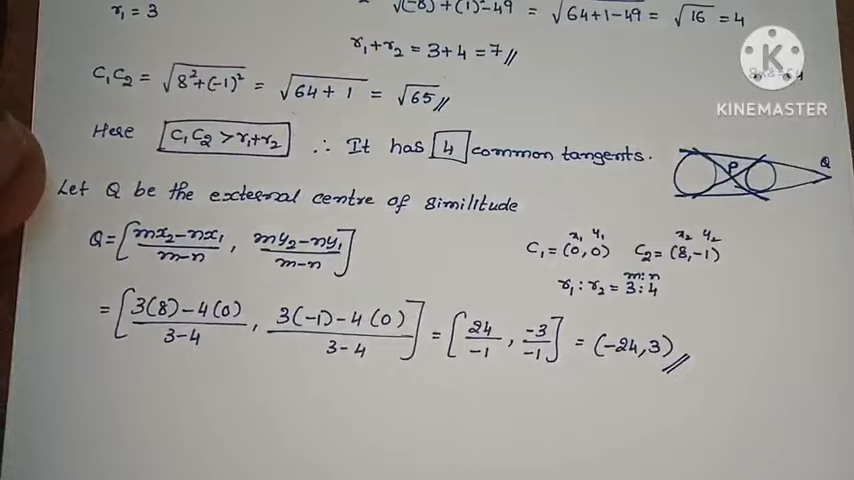 r₁ = 3
√(-8)²+(1)²-49 = √64+1-49 = √16 = 4
r₁+r₂ = 3+4 = 7//
C₁C₂ = √8²+(-1)² = √64+1 = √65//
Here C₁C₂ > r₁+r₂ ∴ It has 4 common tangents.
P Q
Let Q be the external centre of similitude
Q = [mx₂-nx₁/m-n, my₂-ny₁/m-n]
x₁ y₁ x₂ y₂
C₁ = (0,0) C₂ = (8,-1)
m:n
r₁:r₂ = 3:4
= [3(8)-4(0)/3-4, 3(-1)-4(0)/3-4] = [24/-1, -3/-1] = (-24,3)//
KINEMASTER